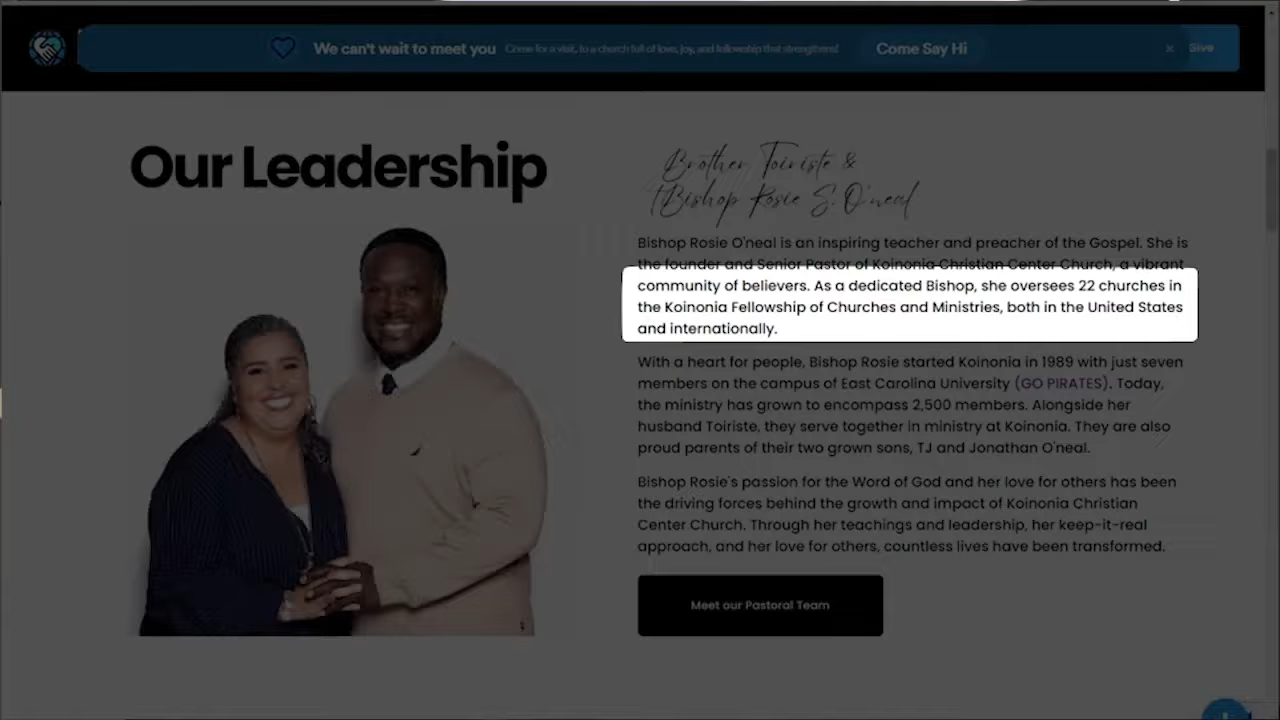 We can't wait to meet you Come for a visit, to a church full of love, joy, and fellowship that strengthens! Come Say Hi × Give
Our Leadership
Brother Toiriste &
Bishop Rosie S. O'neal
Bishop Rosie O'neal is an inspiring teacher and preacher of the Gospel. She is
the founder and Senior Pastor of Koinonia Christian Center Church, a vibrant
community of believers. As a dedicated Bishop, she oversees 22 churches in
the Koinonia Fellowship of Churches and Ministries, both in the United States
and internationally.
With a heart for people, Bishop Rosie started Koinonia in 1989 with just seven
members on the campus of East Carolina University (GO PIRATES). Today,
the ministry has grown to encompass 2,500 members. Alongside her
husband Toiriste, they serve together in ministry at Koinonia. They are also
proud parents of their two grown sons, TJ and Jonathan O'neal.
Bishop Rosie's passion for the Word of God and her love for others has been
the driving forces behind the growth and impact of Koinonia Christian
Center Church. Through her teachings and leadership, her keep-it-real
approach, and her love for others, countless lives have been transformed.
Meet our Pastoral Team